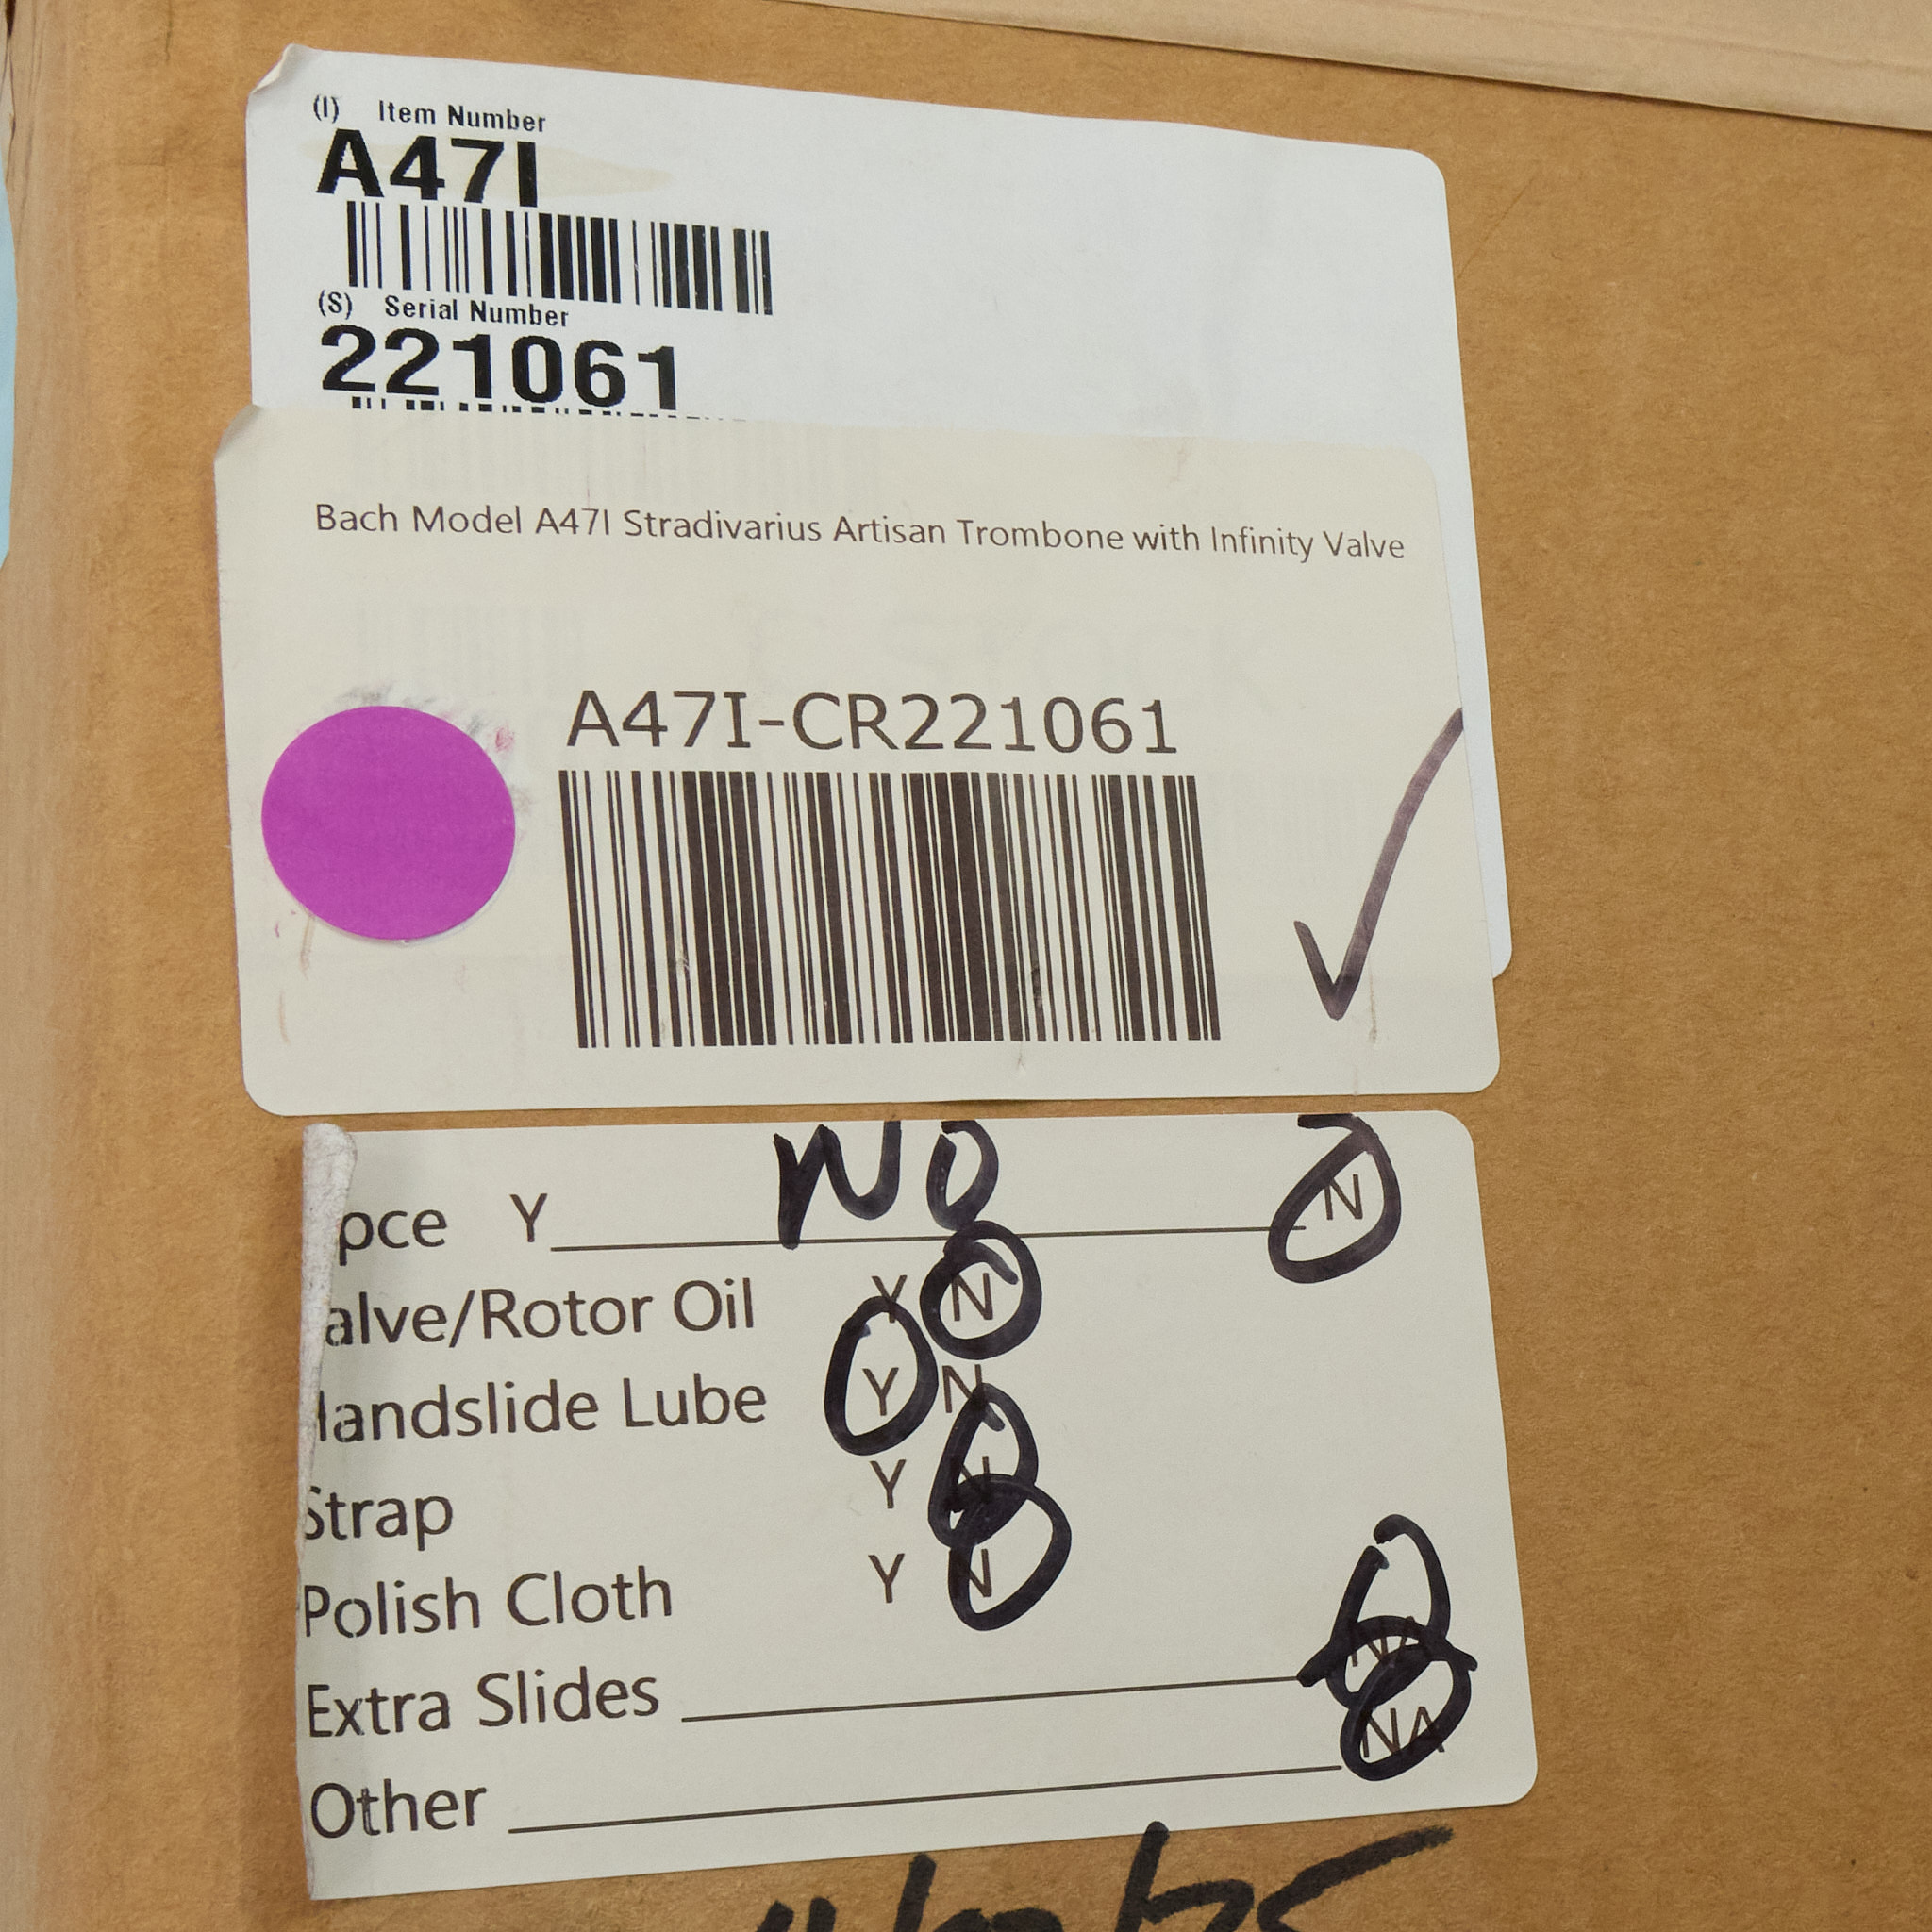 (I) Item Number
A47I
(S) Serial Number
221061
Bach Model A47I Stradivarius Artisan Trombone with Infinity Valve
A47I-CR221061
pce Y NO N
alve/Rotor Oil Y N
andslide Lube Y N
Strap Y N
Polish Cloth Y N
Extra Slides NA
Other NA